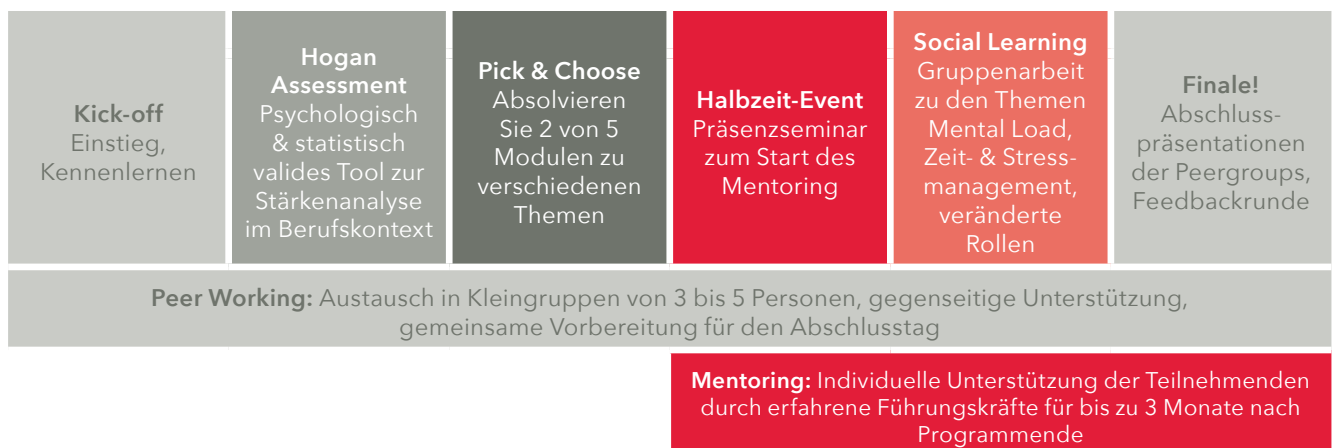 Kick-off
Einstieg,
Kennenlernen
Hogan
Assessment
Psychologisch
& statistisch
valides Tool zur
Stärkenanalyse
im Berufskontext
Pick & Choose
Absolvieren
Sie 2 von 5
Modulen zu
verschiedenen
Themen
Halbzeit-Event
Präsenzseminar
zum Start des
Mentoring
Social Learning
Gruppenarbeit
zu den Themen
Mental Load,
Zeit- & Stress-
management,
veränderte
Rollen
Finale!
Abschluss-
präsentationen
der Peergroups,
Feedbackrunde
Peer Working: Austausch in Kleingruppen von 3 bis 5 Personen, gegenseitige Unterstützung,
gemeinsame Vorbereitung für den Abschlusstag
Mentoring: Individuelle Unterstützung der Teilnehmenden
durch erfahrene Führungskräfte für bis zu 3 Monate nach
Programmende